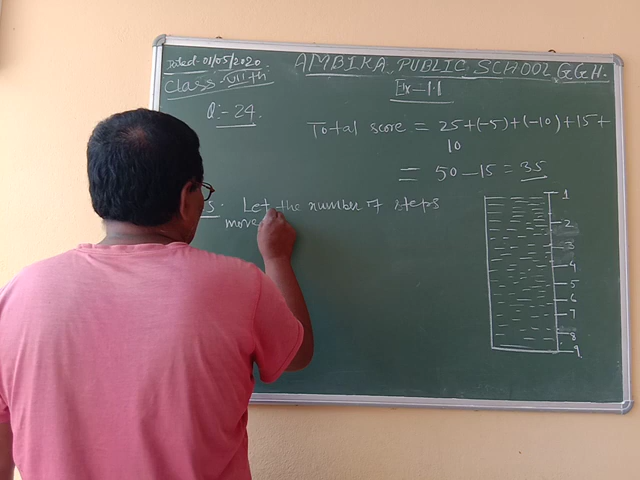 Dated-01/05/2020
AMBIKA PUBLIC SCHOOL GGH.
Class-VIIth
Ex-1.1
Q:-24
Total score = 25+(-5)+(-10)+15+
10
= 50-15=35
S. Let the number of steps
move
1
2
3
4
5
6
7
8
9